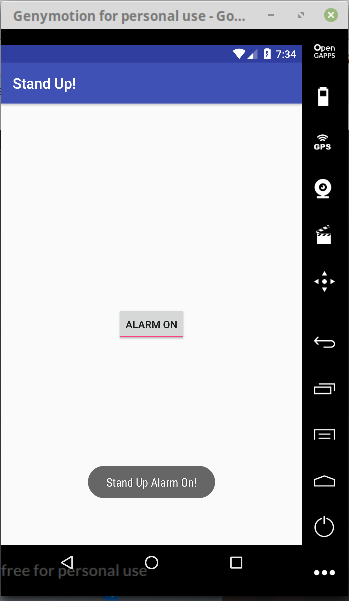 Genymotion for personal use - Go...
Open
GAPPS
7:34
Stand Up!
GPS
ALARM ON
Stand Up Alarm On!
free for personal use